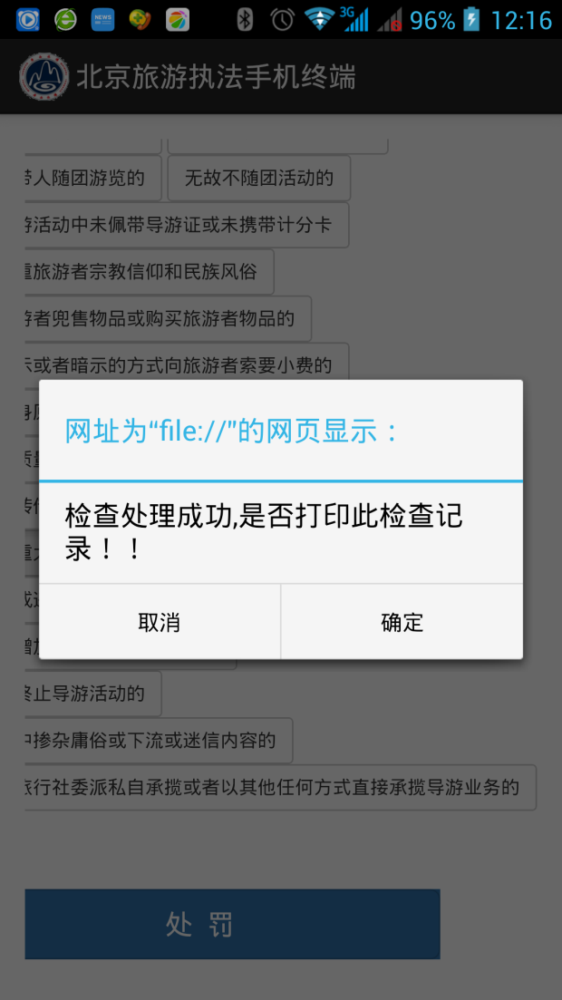 NEWS
3G
96%
12:16
北京旅游执法手机终端
带人随团游览的
无故不随团活动的
游活动中未佩带导游证或未携带计分卡
重旅游者宗教信仰和民族风俗
游者兜售物品或购买旅游者物品的
示或者暗示的方式向旅游者索要小费的
网址为“file://”的网页显示：
检查处理成功,是否打印此检查记
录！！
取消
确定
终止导游活动的
中掺杂庸俗或下流或迷信内容的
旅行社委派私自承揽或者以其他任何方式直接承揽导游业务的
处 罚